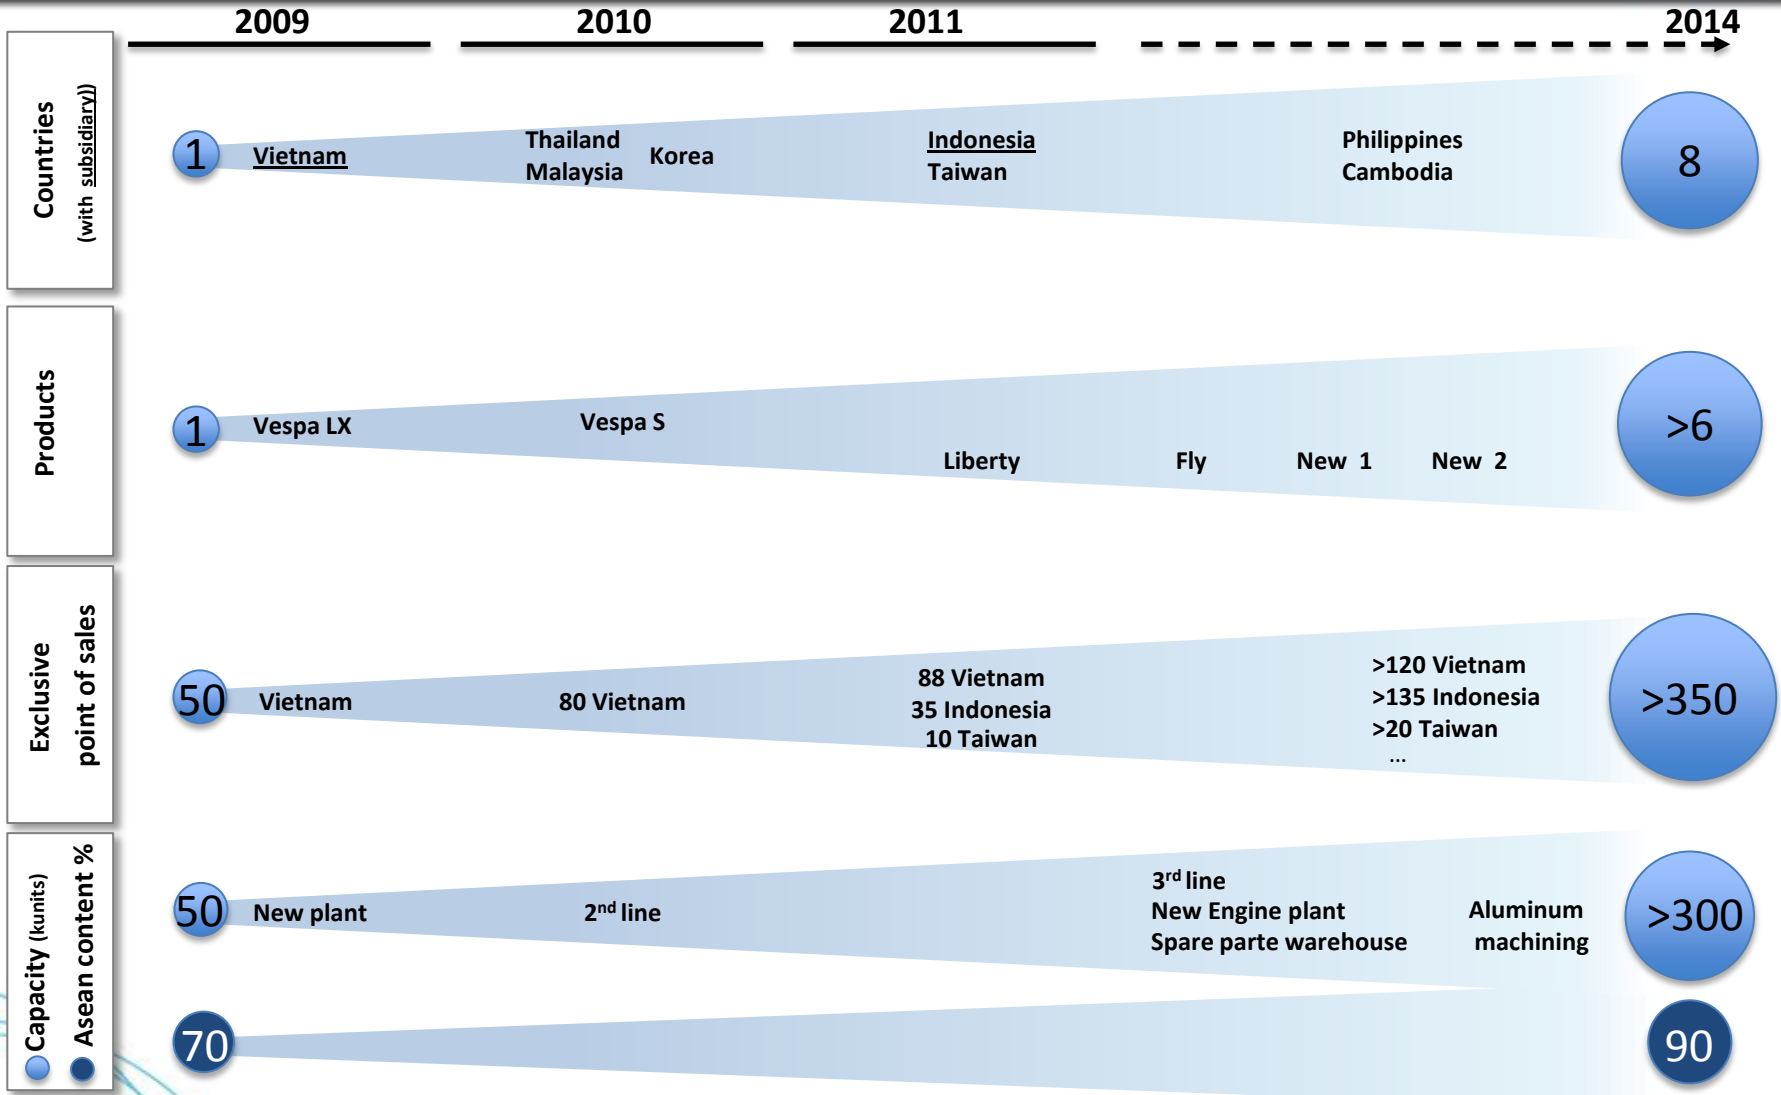 2009
2010
2011
2014
Countries
(with subsidiary))
1
Vietnam
Thailand
Malaysia
Korea
Indonesia
Taiwan
Philippines
Cambodia
8
Products
1
Vespa LX
Vespa S
Liberty
Fly
New 1
New 2
>6
Exclusive
point of sales
50
Vietnam
80 Vietnam
88 Vietnam
35 Indonesia
10 Taiwan
>120 Vietnam
>135 Indonesia
>20 Taiwan
...
>350
Capacity (kunits)
Asean content %
50
New plant
2nd line
3rd line
New Engine plant
Spare parte warehouse
Aluminum
machining
>300
70
90